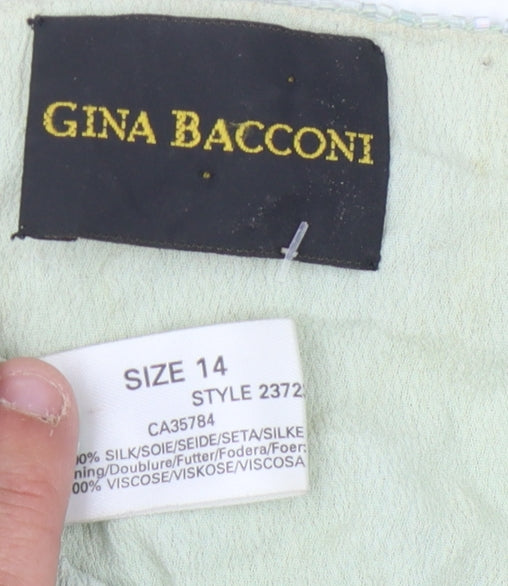 GINA BACCONI
SIZE 14
STYLE 2372
CA35784
00% SILK/SOIE/SEIDE/SETA/SILKE
ning/Doublure/Futter/Fodera/Foer:
00% VISCOSE/VISKOSE/VISCOSA